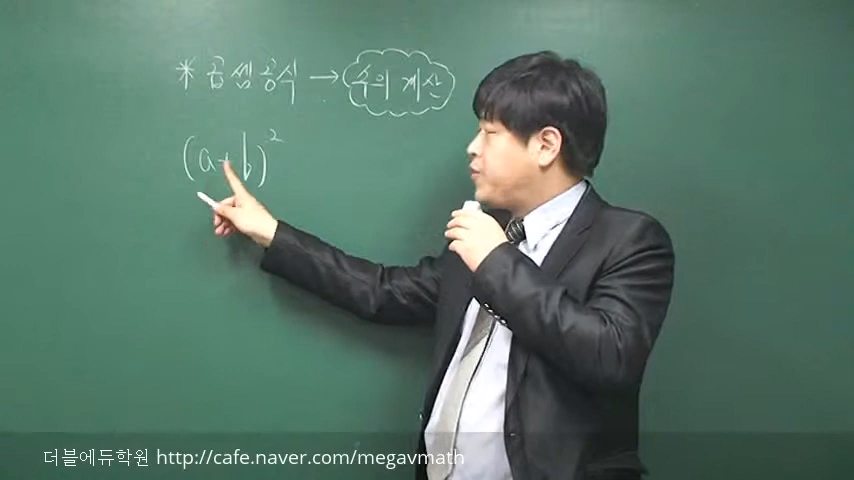 * 곱셈공식 → 수의 계산
(a+b)²
더블에듀학원 http://cafe.naver.com/megavmath